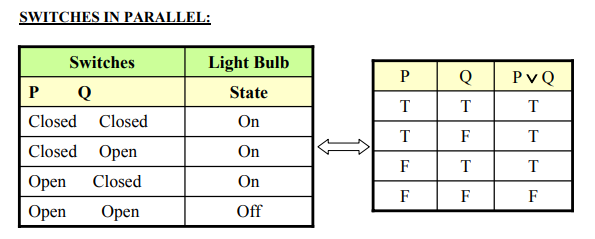 SWITCHES IN PARALLEL:
Switches Light Bulb
P Q State
Closed Closed On
Closed Open On
Open Closed On
Open Open Off
P Q P ∨ Q
T T T
T F T
F T T
F F F